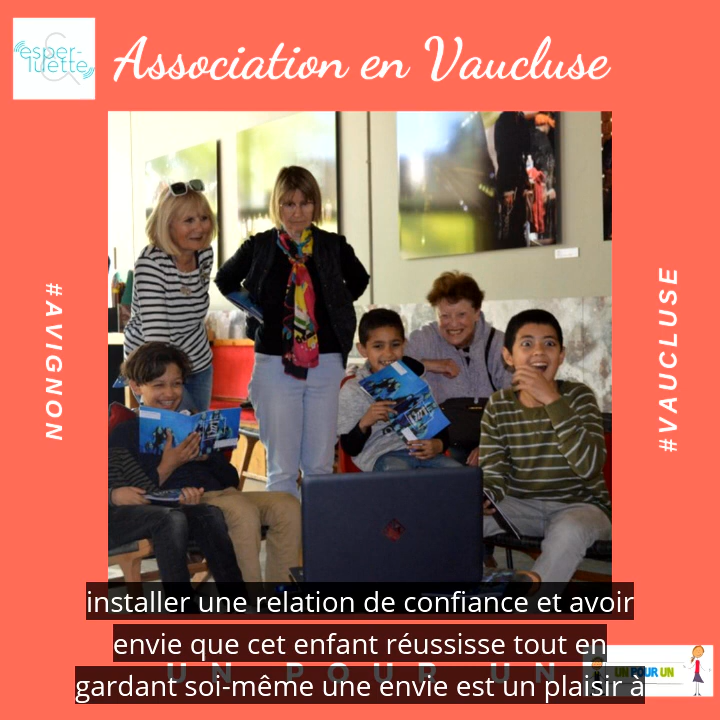 esper-
luette
&
Association en Vaucluse
#AVIGNON
#VAUCLUSE
installer une relation de confiance et avoir
envie que cet enfant réussisse tout en
UN POUR UN
UN POUR UN
gardant soi-même une envie est un plaisir à